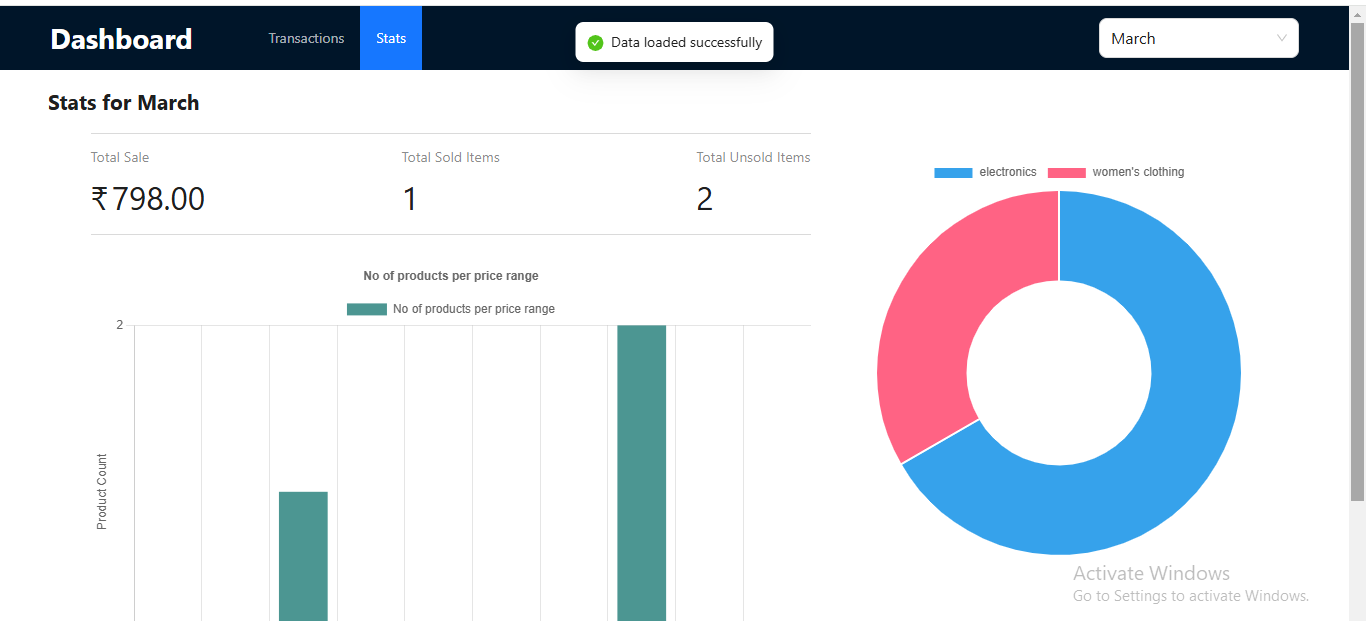 Dashboard
Transactions
Stats
Data loaded successfully
March
Stats for March
Total Sale
Total Sold Items
Total Unsold Items
₹ 798.00
1
2
electronics
women's clothing
No of products per price range
No of products per price range
2
Product Count
Activate Windows
Go to Settings to activate Windows.